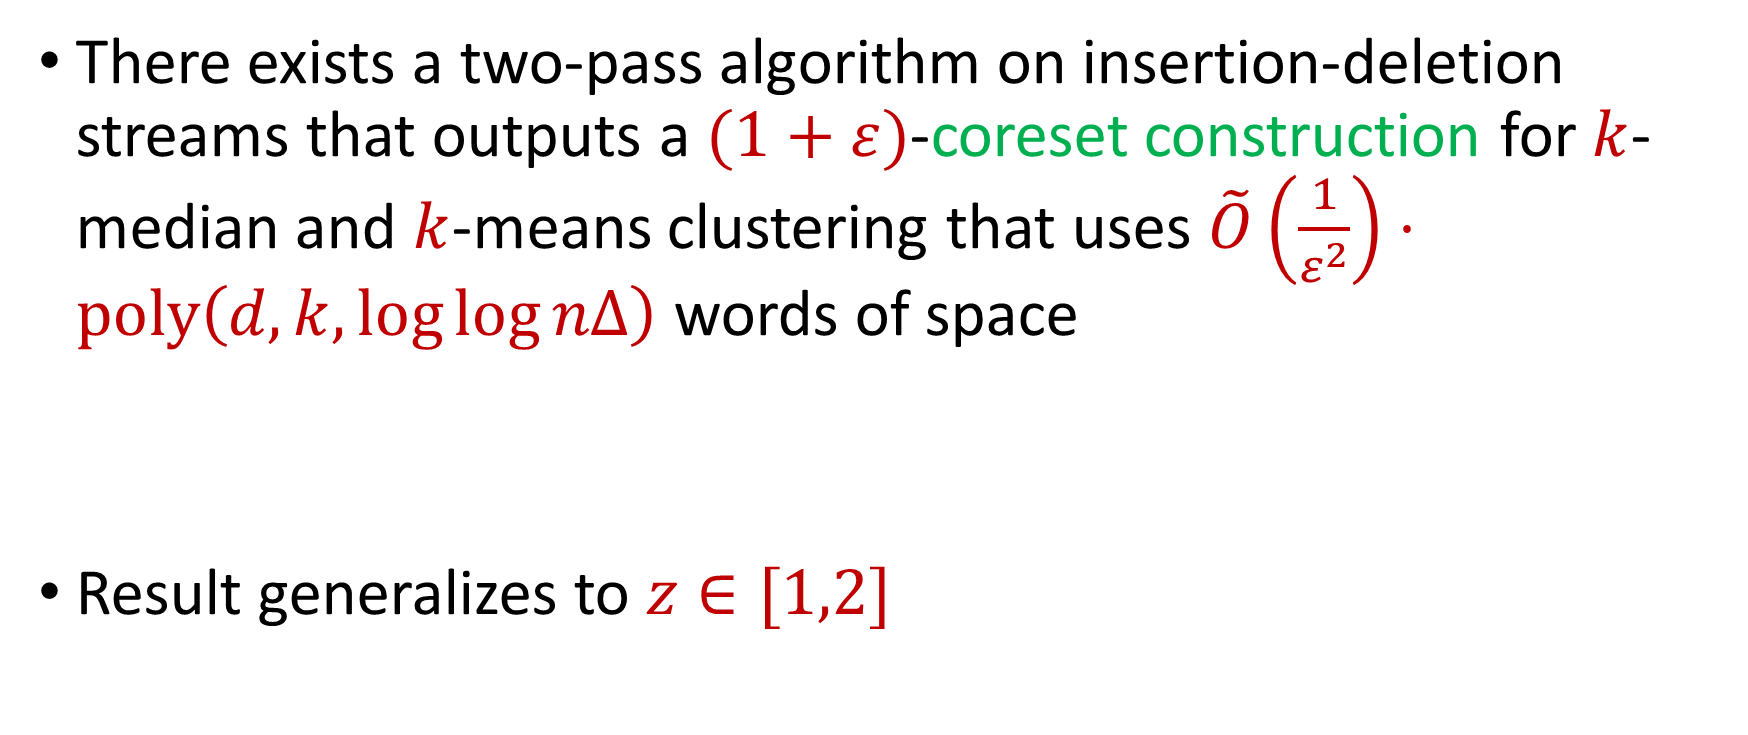 • There exists a two-pass algorithm on insertion-deletion
streams that outputs a (1 + ε)-coreset construction for k-
median and k-means clustering that uses Õ(1/ε²) ·
poly(d, k, log log nΔ) words of space
• Result generalizes to z ∈ [1,2]